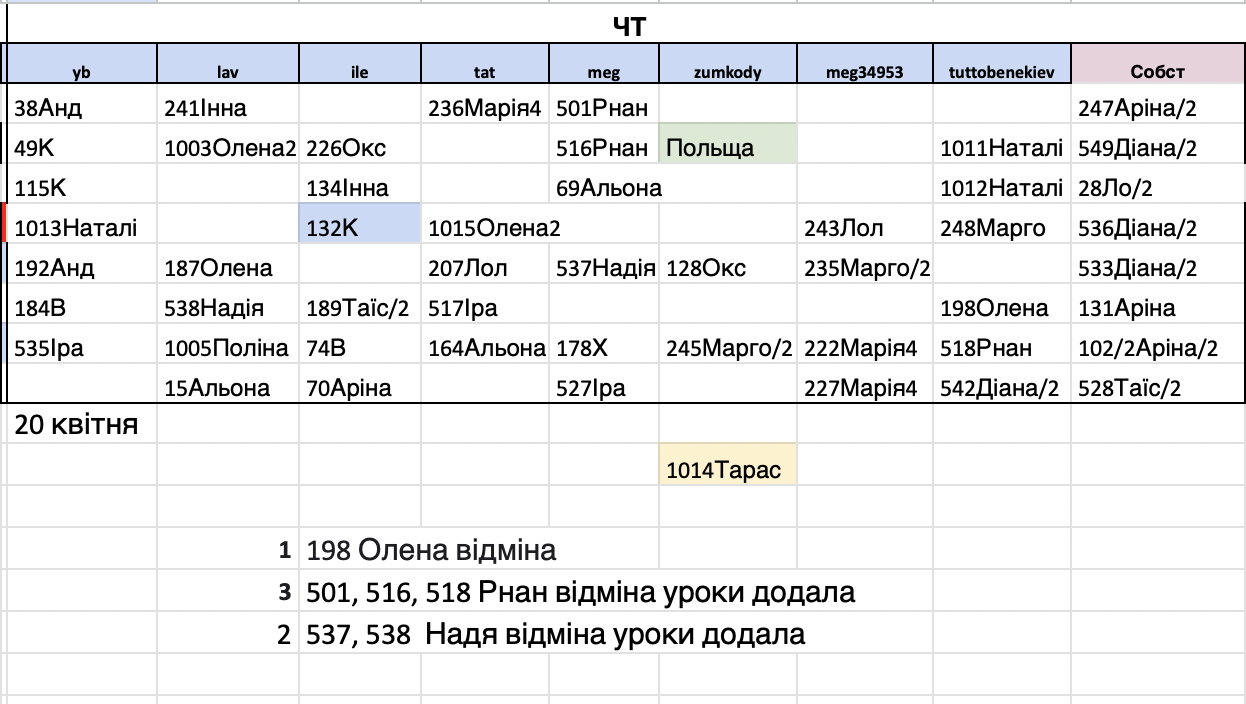 ЧТ
yb lav ile tat meg zumkody meg34953 tuttobenekiev Собст
38Анд 241Інна 236Марія4 501Рнан 247Аріна/2
49К 1003Олена2 226Окс 516Рнан Польща 1011Наталі 549Діана/2
115К 134Інна 69Альона 1012Наталі 28Ло/2
1013Наталі 132К 1015Олена2 243Лол 248Марго 536Діана/2
192Анд 187Олена 207Лол 537Надія 128Окс 235Марго/2 533Діана/2
184В 538Надія 189Таїс/2 517Іра 198Олена 131Аріна
535Іра 1005Поліна 74В 164Альона 178Х 245Марго/2 222Марія4 518Рнан 102/2Аріна/2
15Альона 70Аріна 527Іра 227Марія4 542Діана/2 528Таїс/2
20 квітня
1014Тарас
1 198 Олена відміна
3 501, 516, 518 Рнан відміна уроки додала
2 537, 538 Надя відміна уроки додала